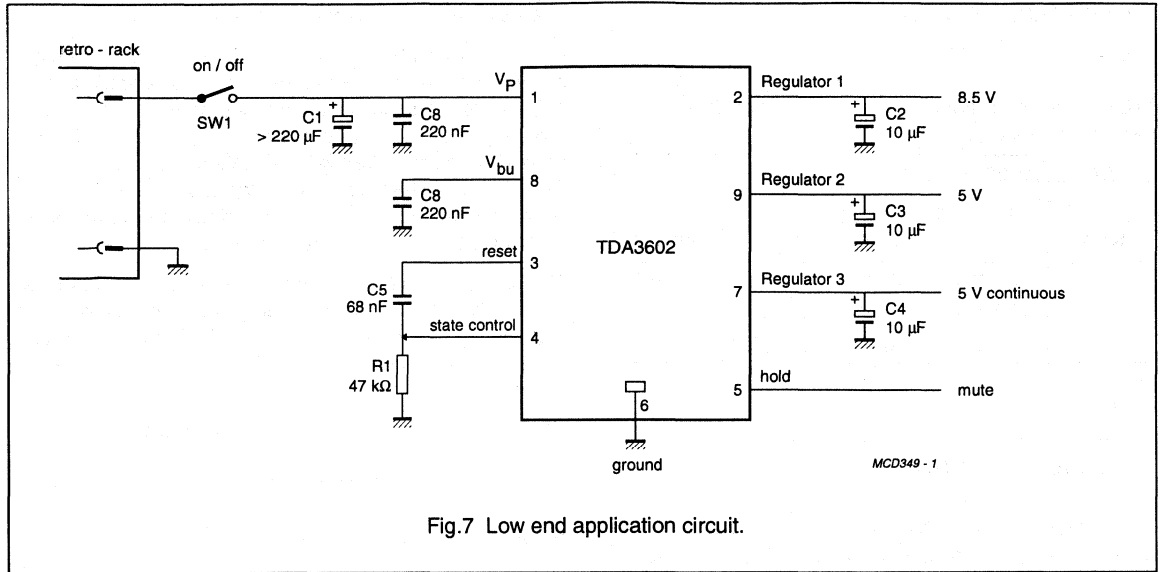 retro - rack
on / off
SW1
+
C1
> 220 µF
C8
220 nF
VP
1
Vbu
8
C8
220 nF
reset
3
C5
68 nF
state control
4
R1
47 kΩ
TDA3602
6
ground
2
Regulator 1
+
C2
10 µF
8.5 V
9
Regulator 2
+
C3
10 µF
5 V
7
Regulator 3
+
C4
10 µF
5 V continuous
5
hold
mute
MCD349 - 1
Fig.7 Low end application circuit.